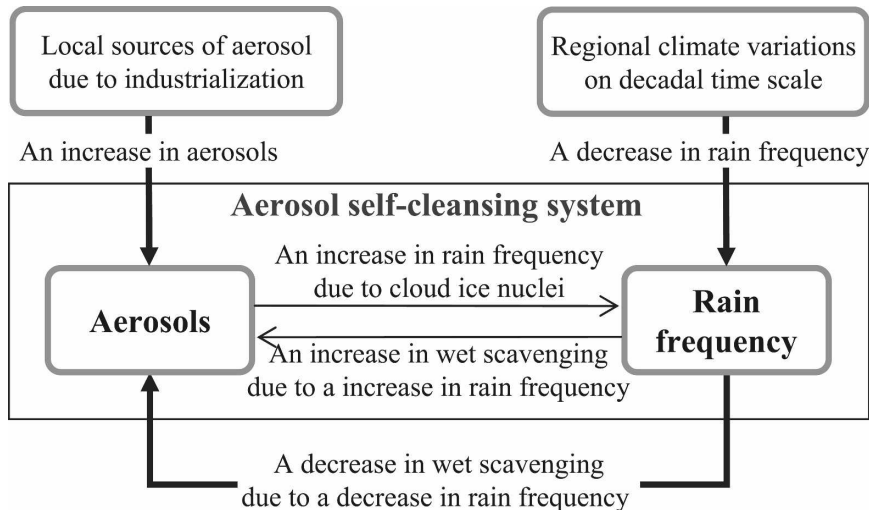 Local sources of aerosol
due to industrialization
Regional climate variations
on decadal time scale
An increase in aerosols
A decrease in rain frequency
Aerosol self-cleansing system
An increase in rain frequency
due to cloud ice nuclei
Aerosols
Rain
frequency
An increase in wet scavenging
due to a increase in rain frequency
A decrease in wet scavenging
due to a decrease in rain frequency